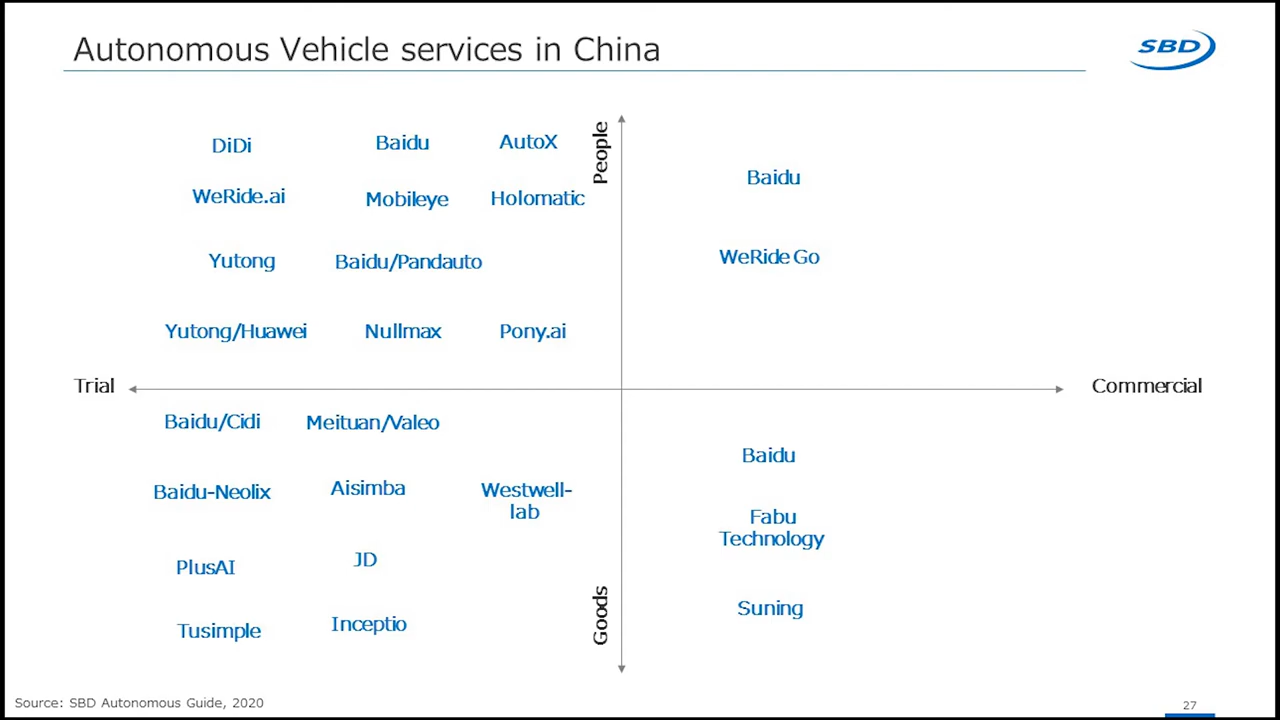 Autonomous Vehicle services in China
SBD
People
DiDi
Baidu
AutoX
WeRide.ai
Mobileye
Holomatic
Yutong
Baidu/Pandauto
Yutong/Huawei
Nullmax
Pony.ai
Baidu
WeRide Go
Trial
Commercial
Baidu/Cidi
Meituan/Valeo
Baidu-Neolix
Aisimba
Westwell-
lab
PlusAI
JD
Tusimple
Inceptio
Goods
Baidu
Fabu
Technology
Suning
Source: SBD Autonomous Guide, 2020
27